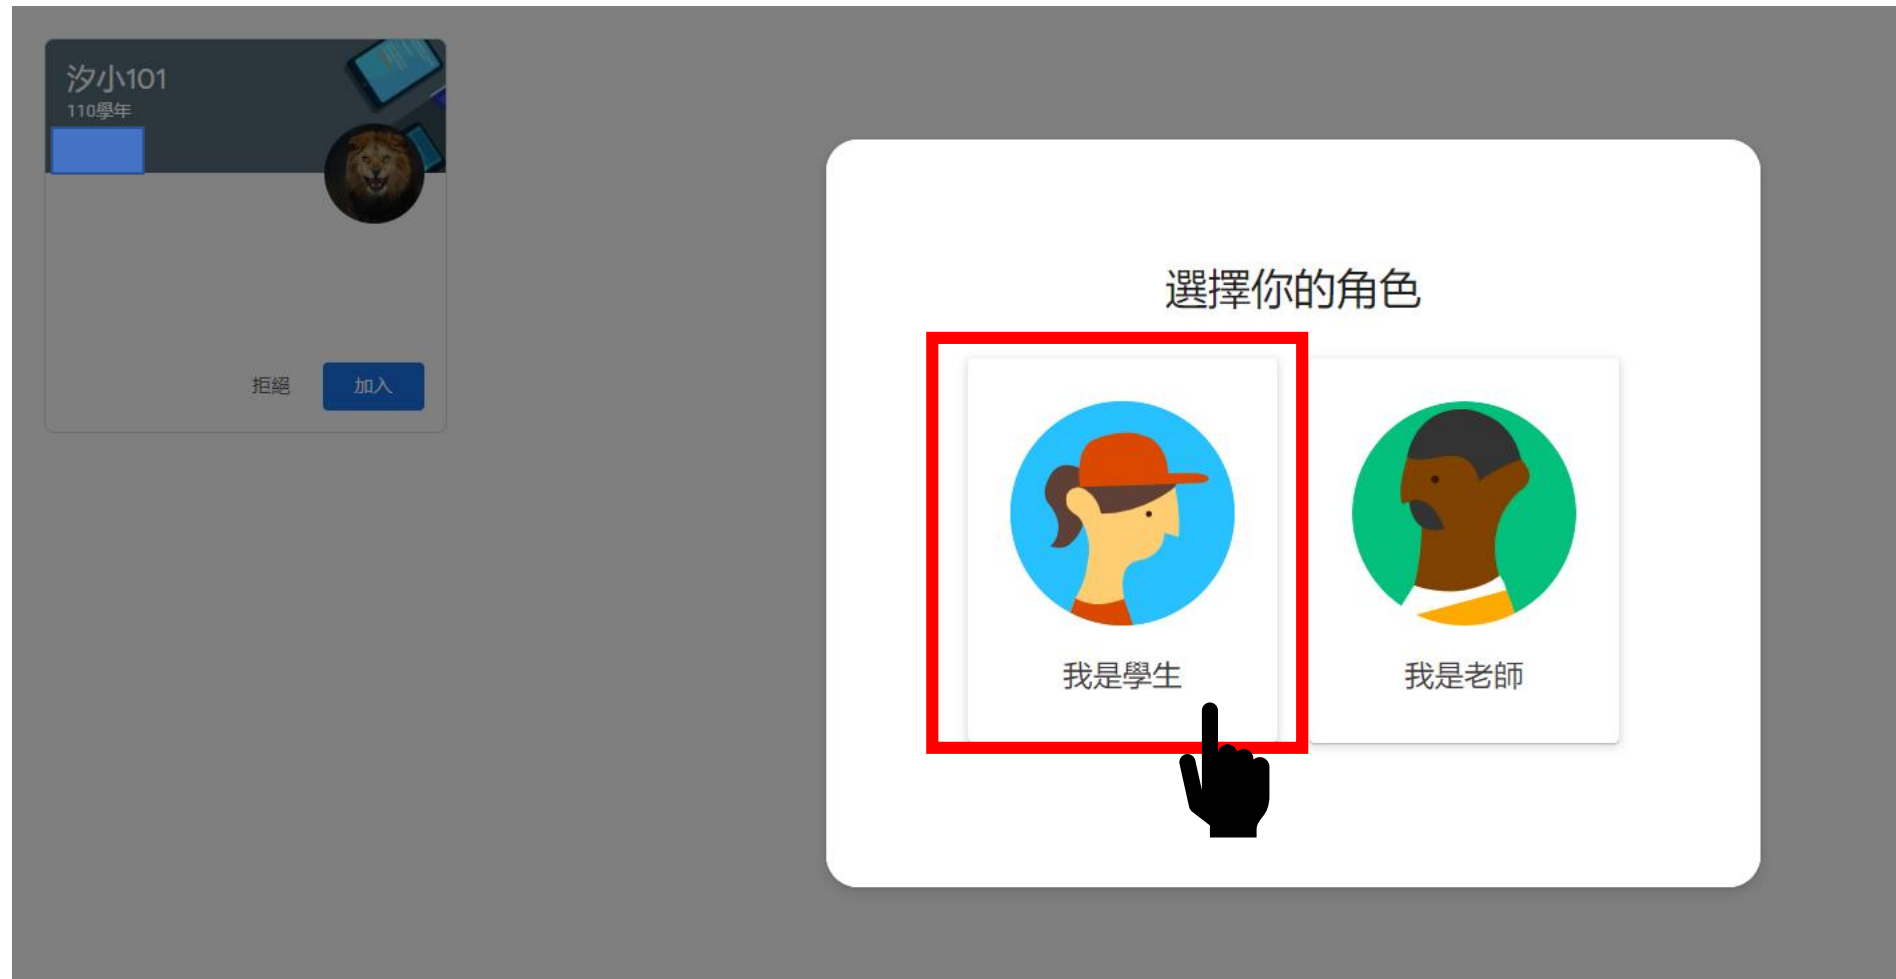 汐小101
110學年
拒絕
加入
選擇你的角色
我是學生
我是老師